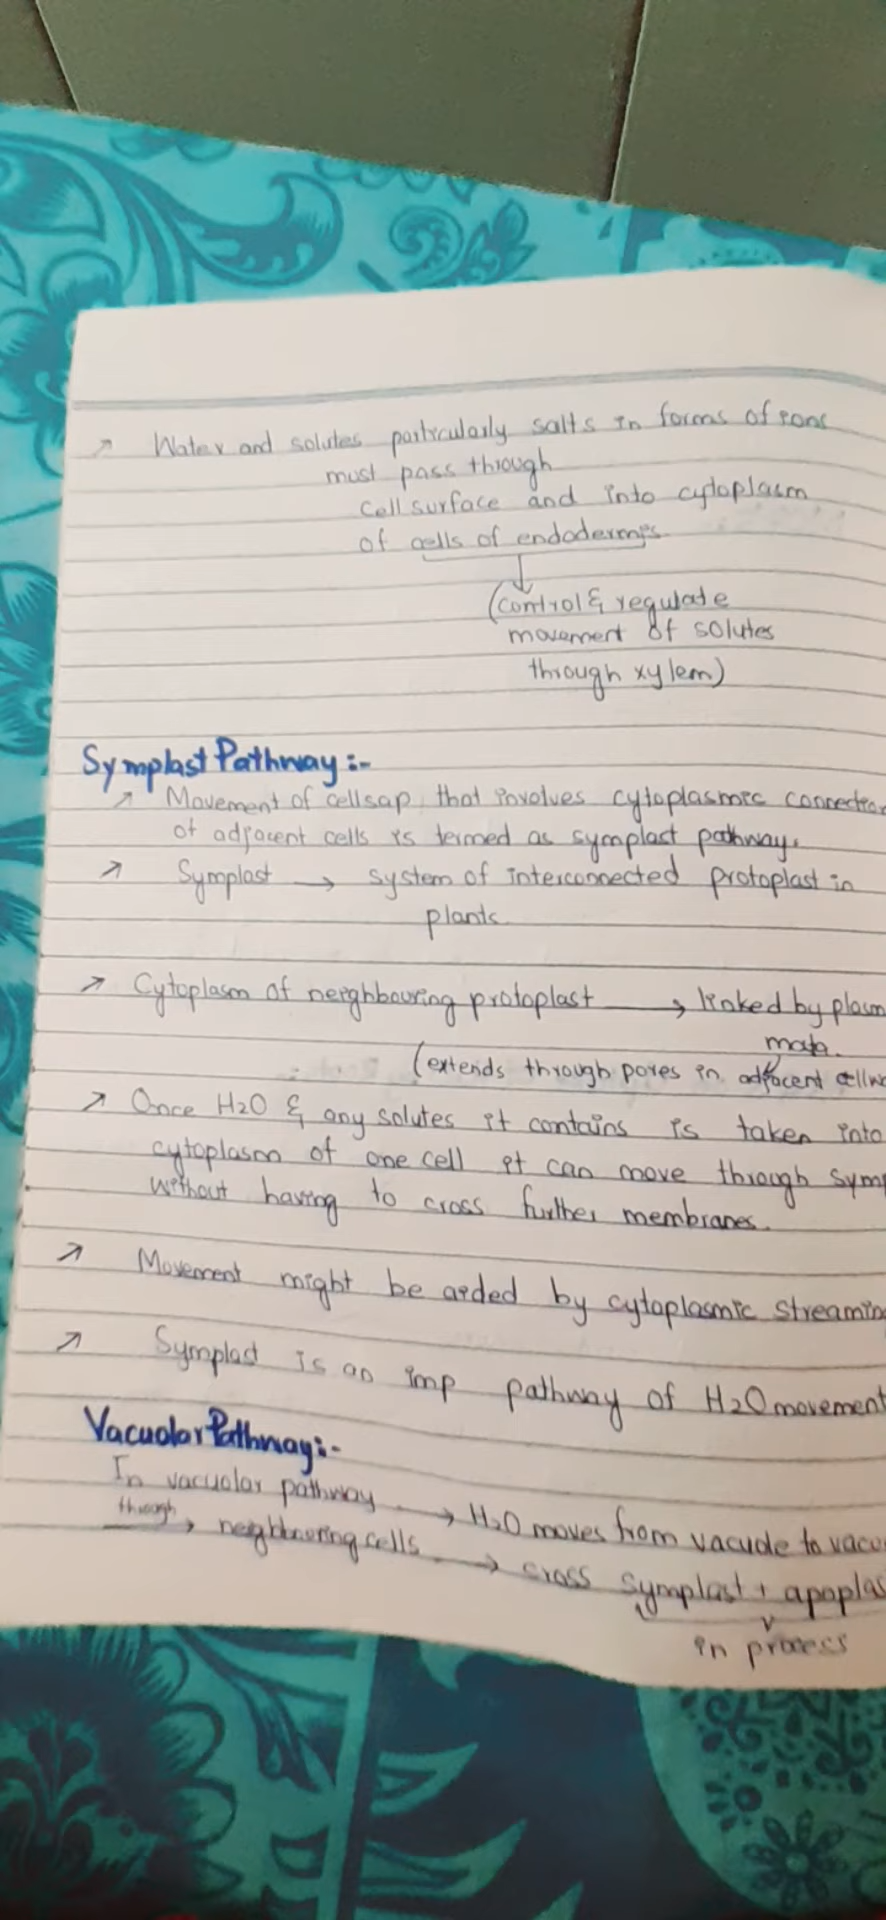 ↗ Water and solutes particularly salts in forms of ions
must pass through
cell surface and into cytoplasm
of cells of endodermis
↓
(control & regulate
movement of solutes
through xylem)
Symplast Pathway :-
↗ Movement of cellsap that involves cytoplasmic connection
of adjacent cells is termed as symplast pathway.
↗ Symplast → system of interconnected protoplast in
plants
↗ Cytoplasm of neighbouring protoplast → linked by plasm
mata.
(extends through pores in adjacent cellw
↗ Once H2O & any solutes it contains is taken into
cytoplasm of one cell it can move through symp
without having to cross further membranes.
↗ Movement might be aided by cytoplasmic streamin
↗ Symplast is an imp pathway of H2O movement
Vacuolar Pathway :-
In vacuolar pathway → H2O moves from vacuole to vacu
through → neighbouring cells → cross symplast + apoplas
in process